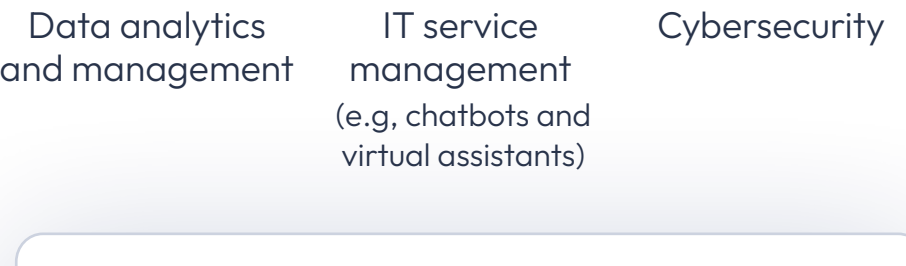 Data analytics
and management
IT service
management
(e.g, chatbots and
virtual assistants)
Cybersecurity